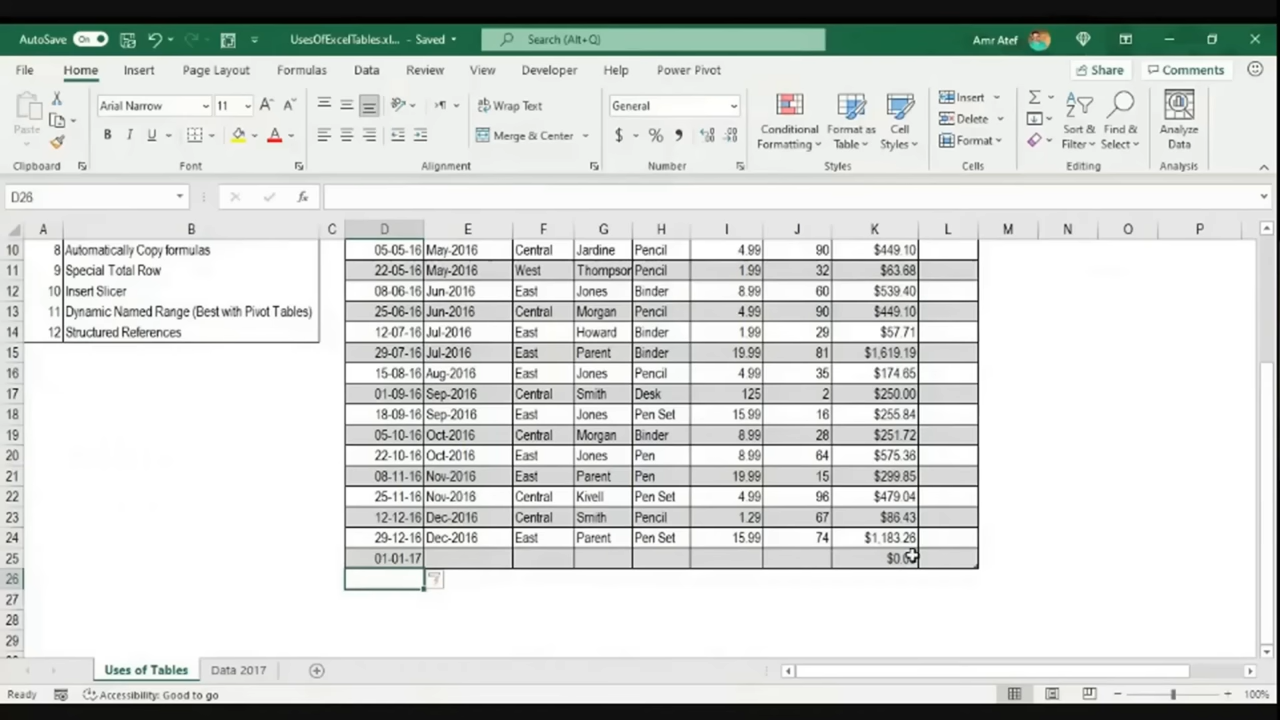 AutoSave On UsesOfExcelTables.xl... - Saved Search (Alt+Q) Amr Atef
File Home Insert Page Layout Formulas Data Review View Developer Help Power Pivot Share Comments
Paste Arial Narrow 11 Wrap Text General Conditional Formatting Format as Table Cell Styles Insert Sort & Filter Find & Select Analyze Data
B I U Merge & Center $ % Delete
Format
Clipboard Font Alignment Number Styles Cells Editing Analysis
D26 fx
A B C D E F G H I J K L M N O P
10 8 Automatically Copy formulas 05-05-16 May-2016 Central Jardine Pencil 4.99 90 $449.10
11 9 Special Total Row 22-05-16 May-2016 West Thompson Pencil 1.99 32 $63.68
12 10 Insert Slicer 08-06-16 Jun-2016 East Jones Binder 8.99 60 $539.40
13 11 Dynamic Named Range (Best with Pivot Tables) 25-06-16 Jun-2016 Central Morgan Pencil 4.99 90 $449.10
14 12 Structured References 12-07-16 Jul-2016 East Howard Binder 1.99 29 $57.71
15 29-07-16 Jul-2016 East Parent Binder 19.99 81 $1,619.19
16 15-08-16 Aug-2016 East Jones Pencil 4.99 35 $174.65
17 01-09-16 Sep-2016 Central Smith Desk 125 2 $250.00
18 18-09-16 Sep-2016 East Jones Pen Set 15.99 16 $255.84
19 05-10-16 Oct-2016 Central Morgan Binder 8.99 28 $251.72
20 22-10-16 Oct-2016 East Jones Pen 8.99 64 $575.36
21 08-11-16 Nov-2016 East Parent Pen 19.99 15 $299.85
22 25-11-16 Nov-2016 Central Kivell Pen Set 4.99 96 $479.04
23 12-12-16 Dec-2016 Central Smith Pencil 1.29 67 $86.43
24 29-12-16 Dec-2016 East Parent Pen Set 15.99 74 $1,183.26
25 01-01-17
26
27
28
29
Uses of Tables Data 2017
Ready Accessibility: Good to go 100%